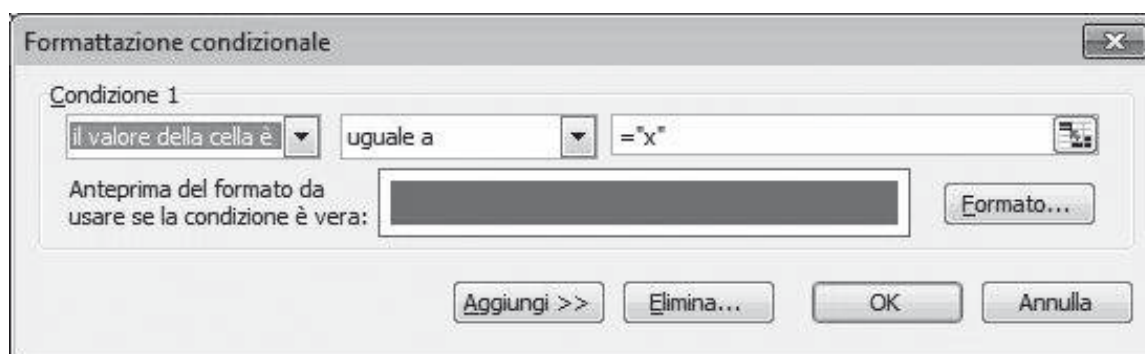 Formattazione condizionale
Condizione 1
il valore della cella è uguale a ="x"
Anteprima del formato da
usare se la condizione è vera: Formato...
Aggiungi >> Elimina... OK Annulla